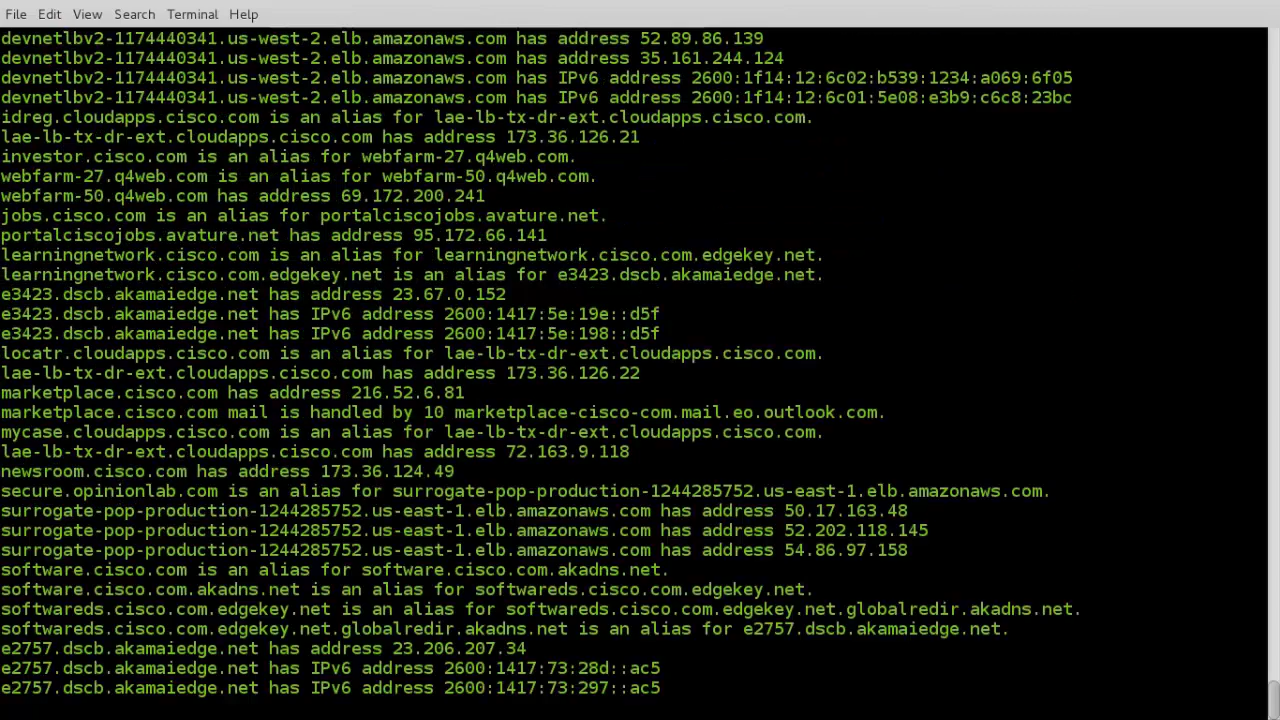 File Edit View Search Terminal Help
devnetlbv2-1174440341.us-west-2.elb.amazonaws.com has address 52.89.86.139
devnetlbv2-1174440341.us-west-2.elb.amazonaws.com has address 35.161.244.124
devnetlbv2-1174440341.us-west-2.elb.amazonaws.com has IPv6 address 2600:1f14:12:6c02:b539:1234:a069:6f05
devnetlbv2-1174440341.us-west-2.elb.amazonaws.com has IPv6 address 2600:1f14:12:6c01:5e08:e3b9:c6c8:23bc
idreg.cloudapps.cisco.com is an alias for lae-lb-tx-dr-ext.cloudapps.cisco.com.
lae-lb-tx-dr-ext.cloudapps.cisco.com has address 173.36.126.21
investor.cisco.com is an alias for webfarm-27.q4web.com.
webfarm-27.q4web.com is an alias for webfarm-50.q4web.com.
webfarm-50.q4web.com has address 69.172.200.241
jobs.cisco.com is an alias for portalciscojobs.avature.net.
portalciscojobs.avature.net has address 95.172.66.141
learningnetwork.cisco.com is an alias for learningnetwork.cisco.com.edgekey.net.
learningnetwork.cisco.com.edgekey.net is an alias for e3423.dscb.akamaiedge.net.
e3423.dscb.akamaiedge.net has address 23.67.0.152
e3423.dscb.akamaiedge.net has IPv6 address 2600:1417:5e:19e::d5f
e3423.dscb.akamaiedge.net has IPv6 address 2600:1417:5e:198::d5f
locatr.cloudapps.cisco.com is an alias for lae-lb-tx-dr-ext.cloudapps.cisco.com.
lae-lb-tx-dr-ext.cloudapps.cisco.com has address 173.36.126.22
marketplace.cisco.com has address 216.52.6.81
marketplace.cisco.com mail is handled by 10 marketplace-cisco-com.mail.eo.outlook.com.
mycase.cloudapps.cisco.com is an alias for lae-lb-tx-dr-ext.cloudapps.cisco.com.
lae-lb-tx-dr-ext.cloudapps.cisco.com has address 72.163.9.118
newsroom.cisco.com has address 173.36.124.49
secure.opinionlab.com is an alias for surrogate-pop-production-1244285752.us-east-1.elb.amazonaws.com.
surrogate-pop-production-1244285752.us-east-1.elb.amazonaws.com has address 50.17.163.48
surrogate-pop-production-1244285752.us-east-1.elb.amazonaws.com has address 52.202.118.145
surrogate-pop-production-1244285752.us-east-1.elb.amazonaws.com has address 54.86.97.158
software.cisco.com is an alias for software.cisco.com.akadns.net.
software.cisco.com.akadns.net is an alias for softwareds.cisco.com.edgekey.net.
softwareds.cisco.com.edgekey.net is an alias for softwareds.cisco.com.edgekey.net.globalredir.akadns.net.
softwareds.cisco.com.edgekey.net.globalredir.akadns.net is an alias for e2757.dscb.akamaiedge.net.
e2757.dscb.akamaiedge.net has address 23.206.207.34
e2757.dscb.akamaiedge.net has IPv6 address 2600:1417:73:28d::ac5
e2757.dscb.akamaiedge.net has IPv6 address 2600:1417:73:297::ac5